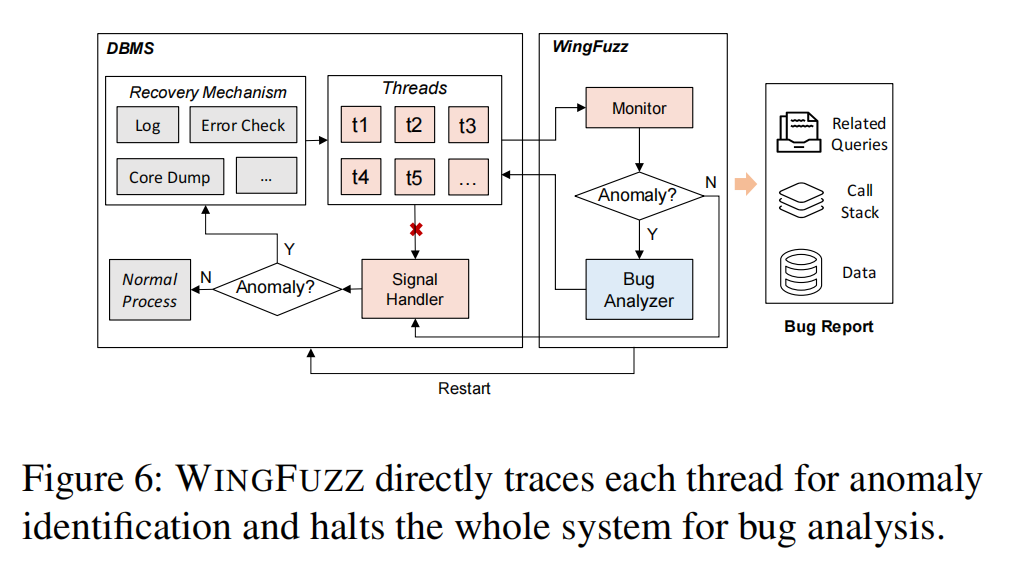 DBMS
Recovery Mechanism
Log
Error Check
Core Dump
...
Threads
t1
t2
t3
t4
t5
...
Y
Normal
Process
N
Anomaly?
Signal
Handler
WingFuzz
Monitor
Anomaly?
N
Y
Bug
Analyzer
Restart
Related
Queries
Call
Stack
Data
Bug Report
Figure 6: WINGFUZZ directly traces each thread for anomaly
identification and halts the whole system for bug analysis.